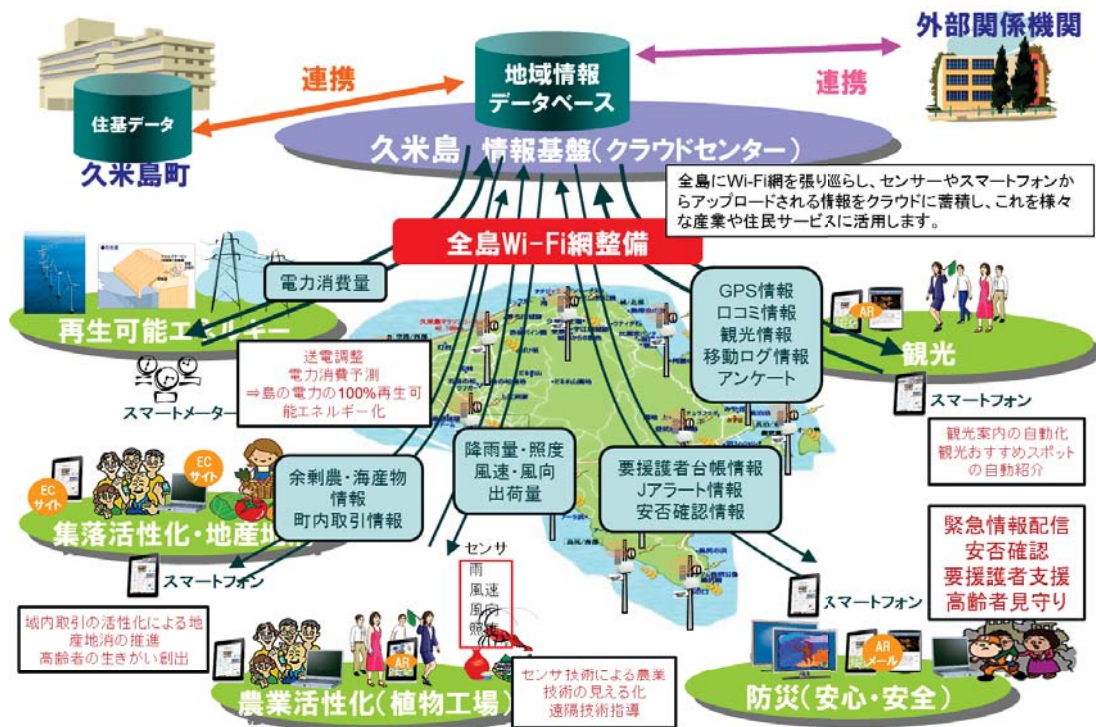 外部関係機関
地域情報
データベース
連携
連携
住基データ
久米島町
久米島 情報基盤(クラウドセンター)
全島にWi-Fi網を張り巡らし、センサーやスマートフォンか
らアップロードされる情報をクラウドに蓄積し、これを様々
な産業や住民サービスに活用します。
全島Wi-Fi網整備
電力消費量
再生可能エネルギー
スマートメーター
送電調整
電力消費予測
⇒島の電力の100%再生可
能エネルギー化
GPS情報
口コミ情報
観光情報
移動ログ情報
アンケート
AR
観光
スマートフォン
観光案内の自動化
観光おすすめスポット
の自動紹介
EC
サイト
EC
サイト
集落活性化・地産地
スマートフォン
余剰農・海産物
情報
町内取引情報
降雨量・照度
風速・風向
出荷量
要援護者台帳情報
Jアラート情報
安否確認情報
緊急情報配信
安否確認
要援護者支援
高齢者見守り
域内取引の活性化による地
産地消の推進
高齢者の生きがい創出
センサ
雨
風速
風向
照度
AR
農業活性化(植物工場)
センサ技術による農業
技術の見える化
遠隔技術指導
スマートフォン
AR
メール
防災(安心・安全)